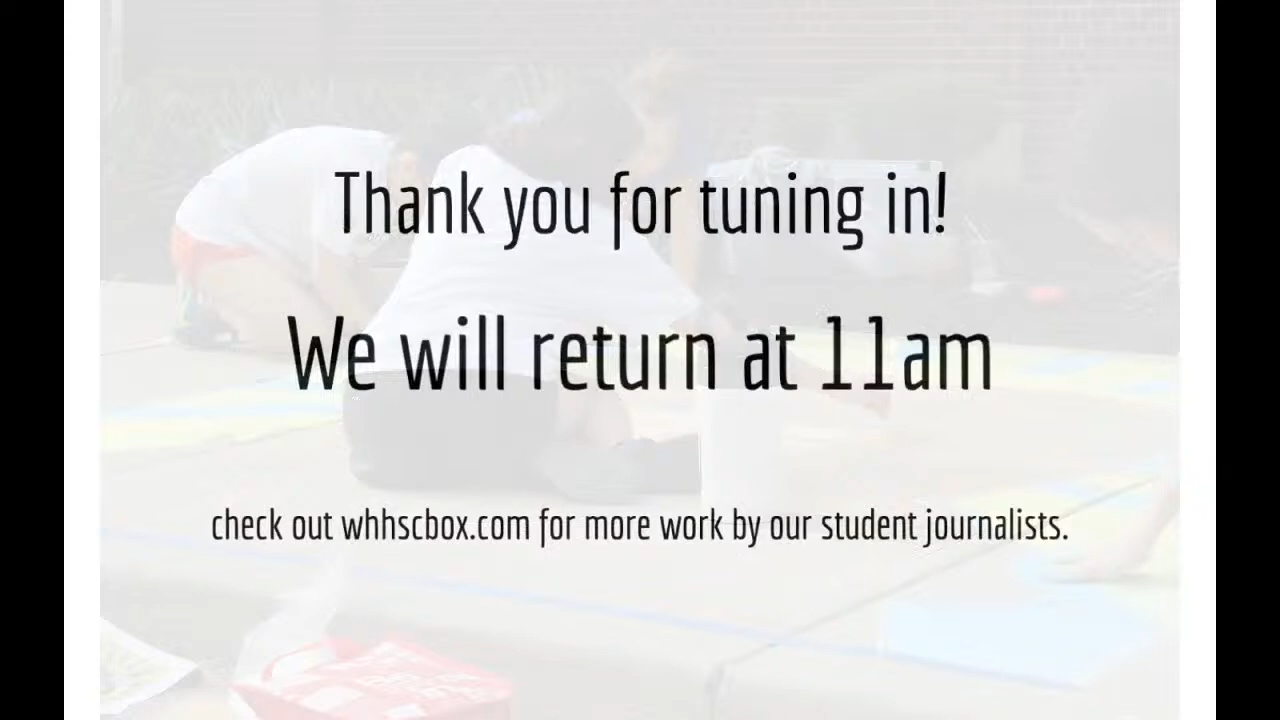 Thank you for tuning in!
We will return at 11am
check out whhscbox.com for more work by our student journalists.